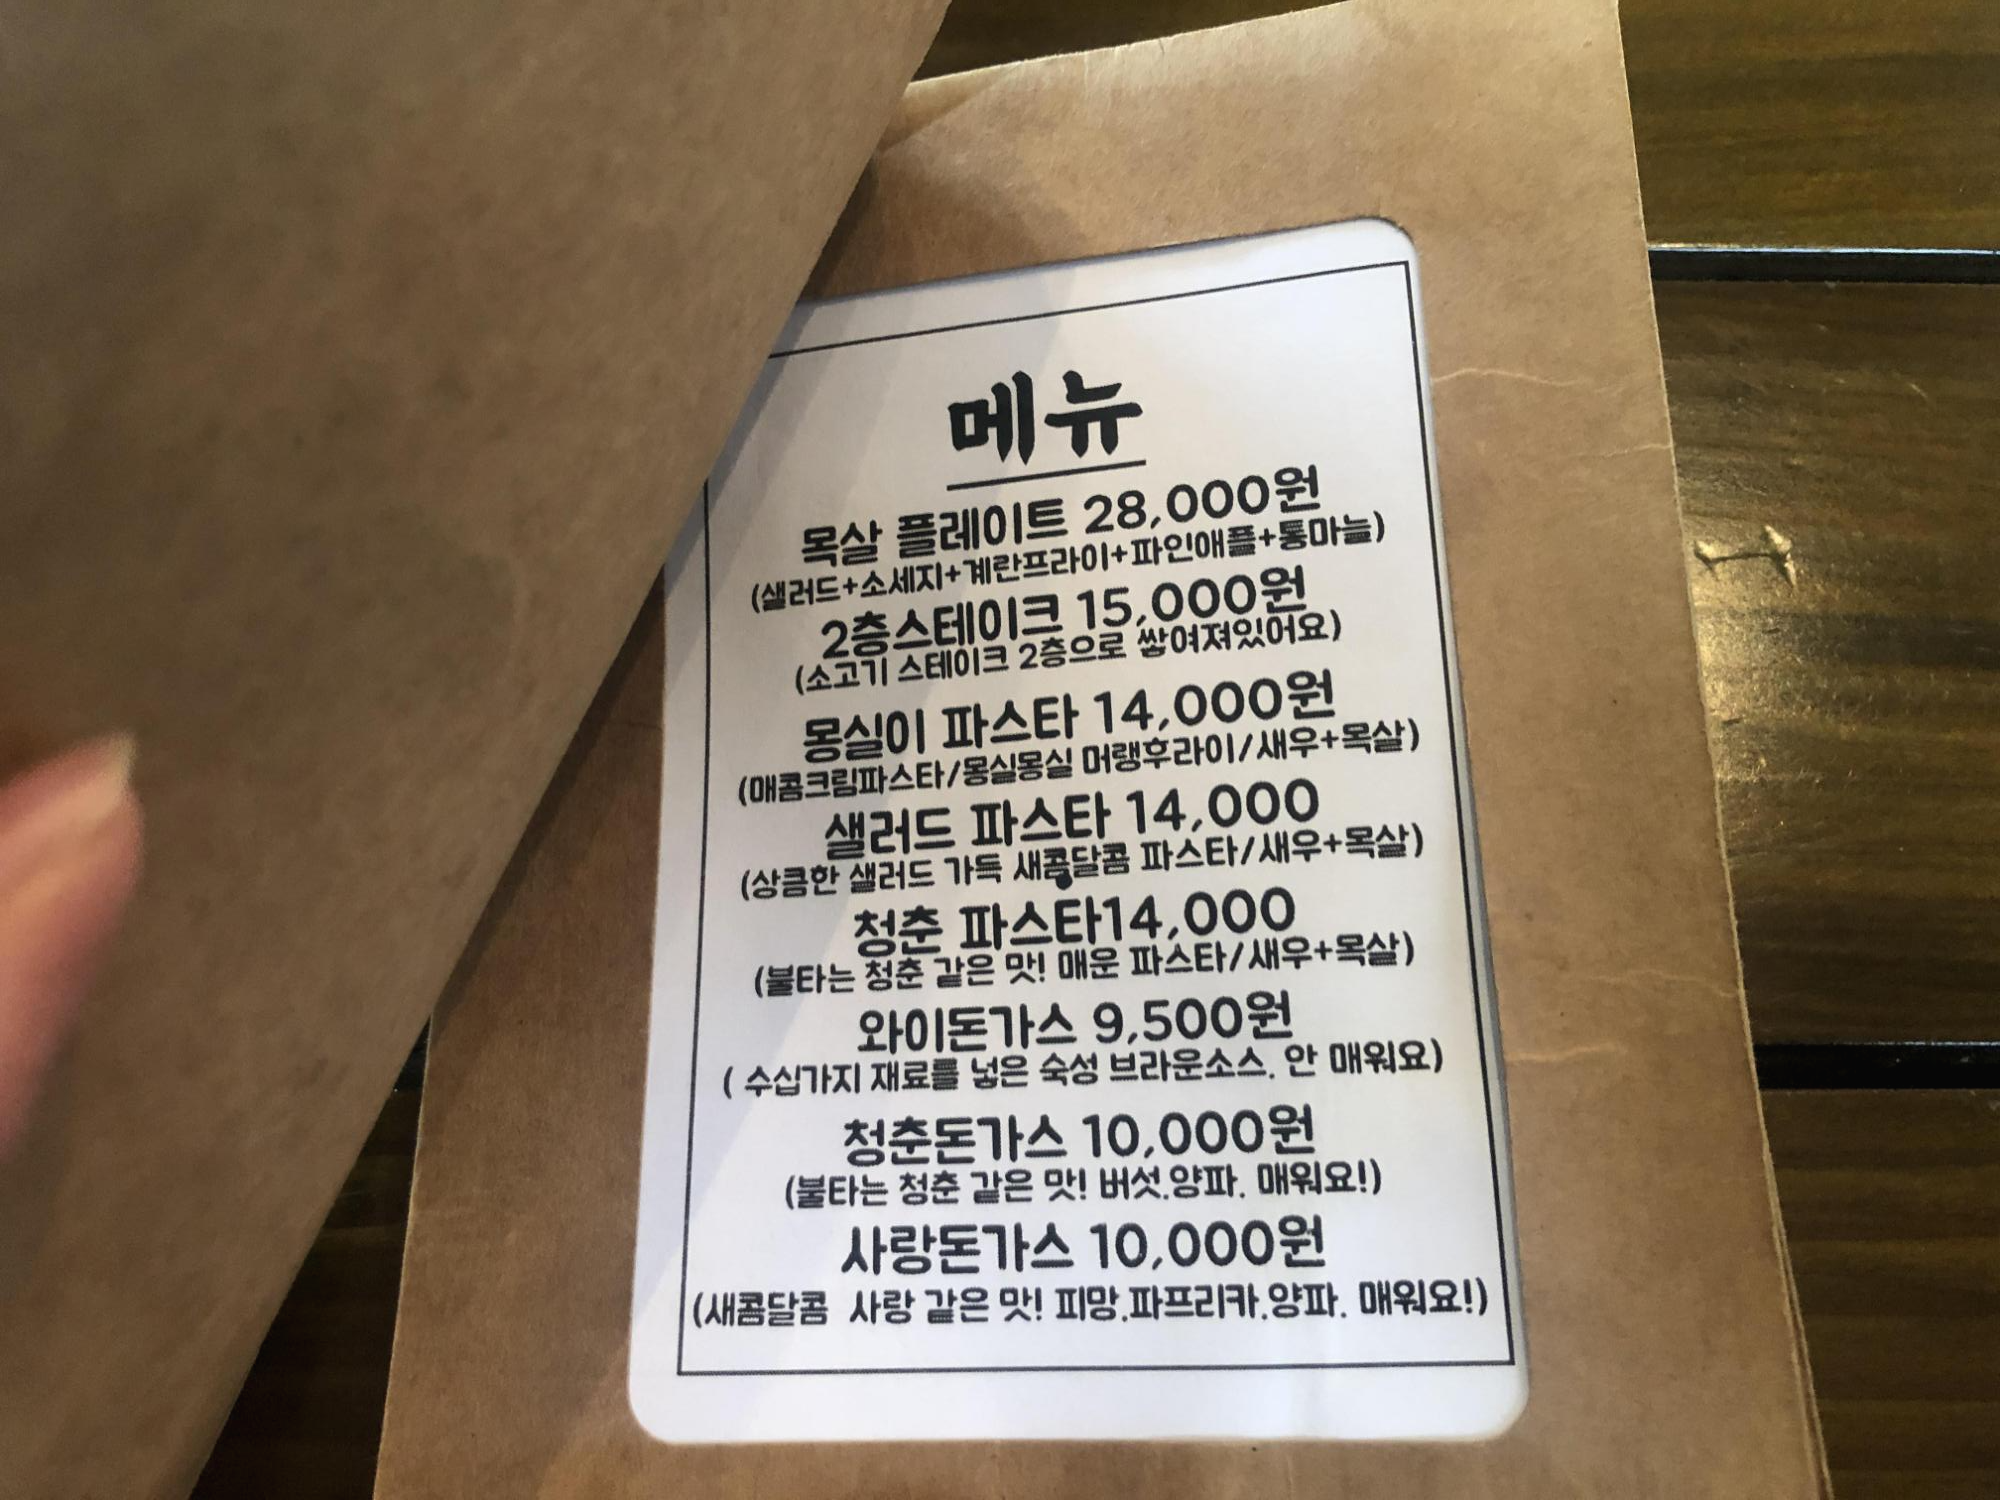 메뉴
목살 플레이트 28,000원
(샐러드+소세지+계란프라이+파인애플+통마늘)
2층스테이크 15,000원
(소고기 스테이크 2층으로 쌓여져있어요)
몽실이 파스타 14,000원
(매콤크림파스타/몽실몽실 머랭후라이/새우+목살)
샐러드 파스타 14,000
(상큼한 샐러드 가득 새콤달콤 파스타/새우+목살)
청춘 파스타14,000
(불타는 청춘 같은 맛! 매운 파스타/새우+목살)
와이돈가스 9,500원
( 수십가지 재료를 넣은 숙성 브라운소스. 안 매워요)
청춘돈가스 10,000원
(불타는 청춘 같은 맛! 버섯.양파. 매워요!)
사랑돈가스 10,000원
(새콤달콤 사랑 같은 맛! 피망.파프리카.양파. 매워요!)